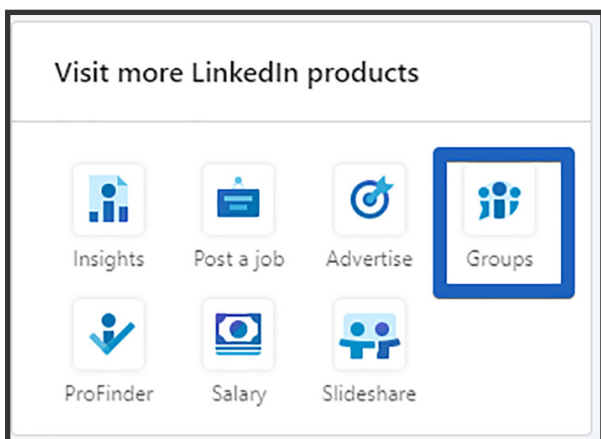 Visit more LinkedIn products
Insights Post a job Advertise Groups
ProFinder Salary Slideshare